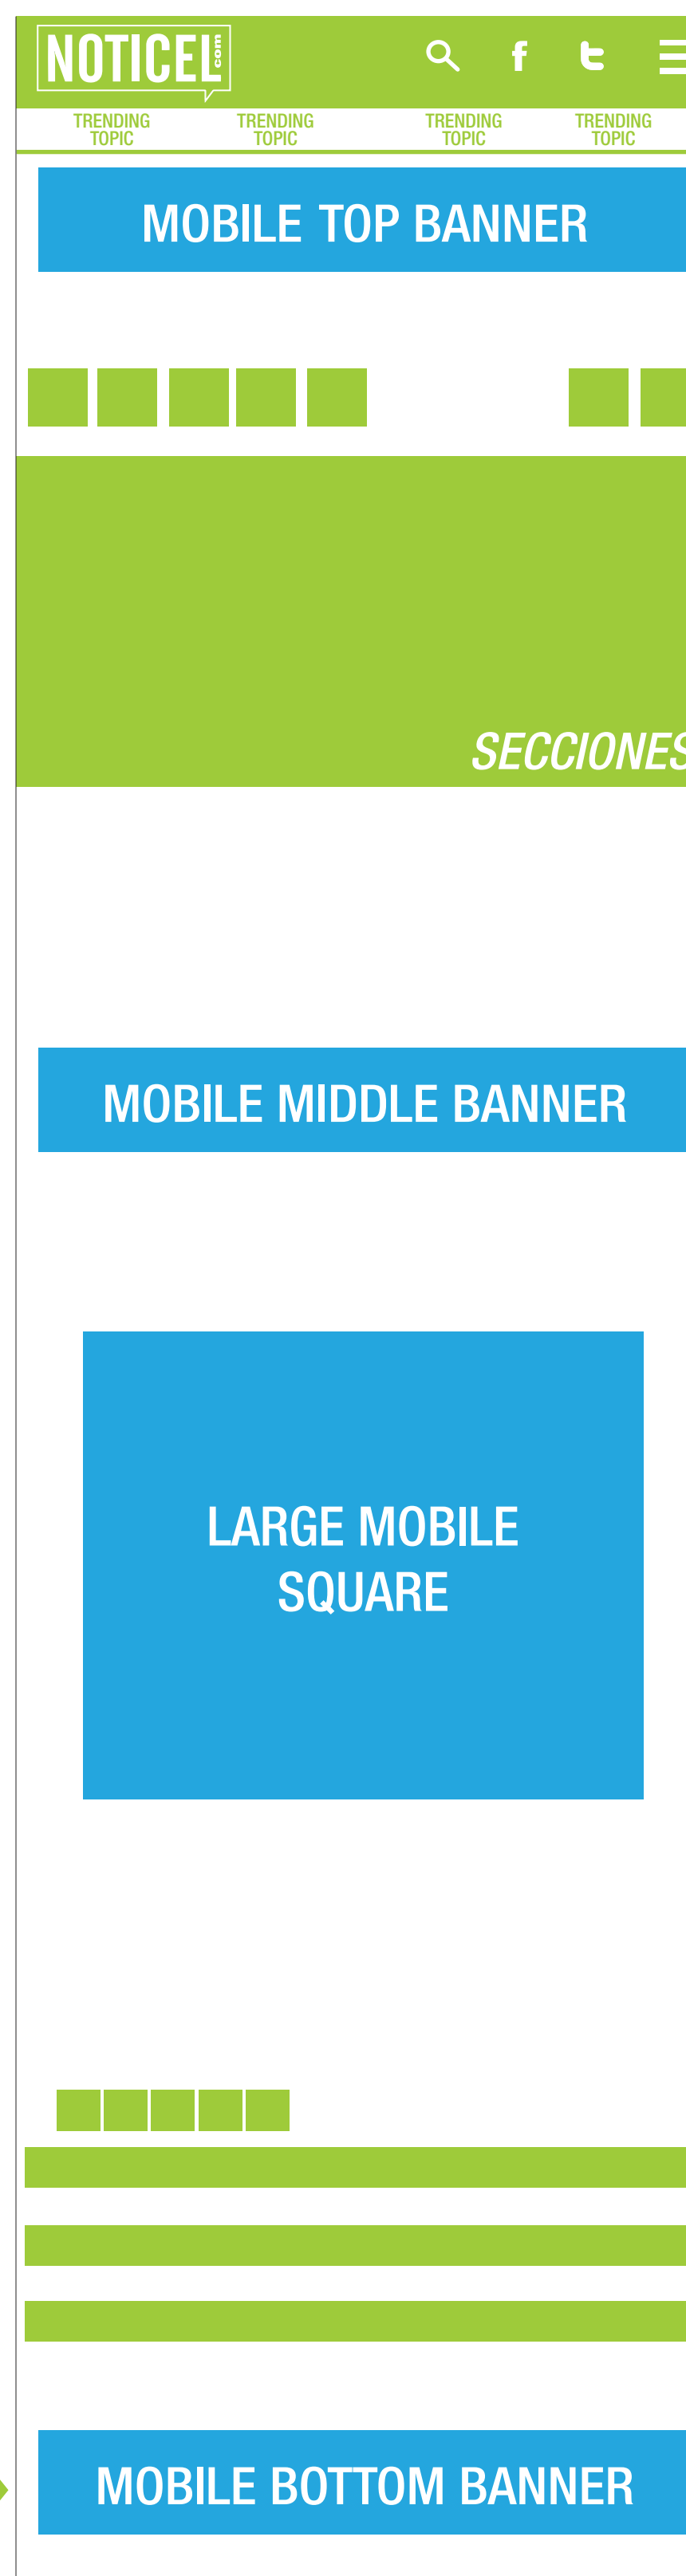 NOTICEL.com
TRENDING TRENDING TRENDING TRENDING
TOPIC TOPIC TOPIC TOPIC
MOBILE TOP BANNER
SECCIONES
MOBILE MIDDLE BANNER
LARGE MOBILE
SQUARE
MOBILE BOTTOM BANNER